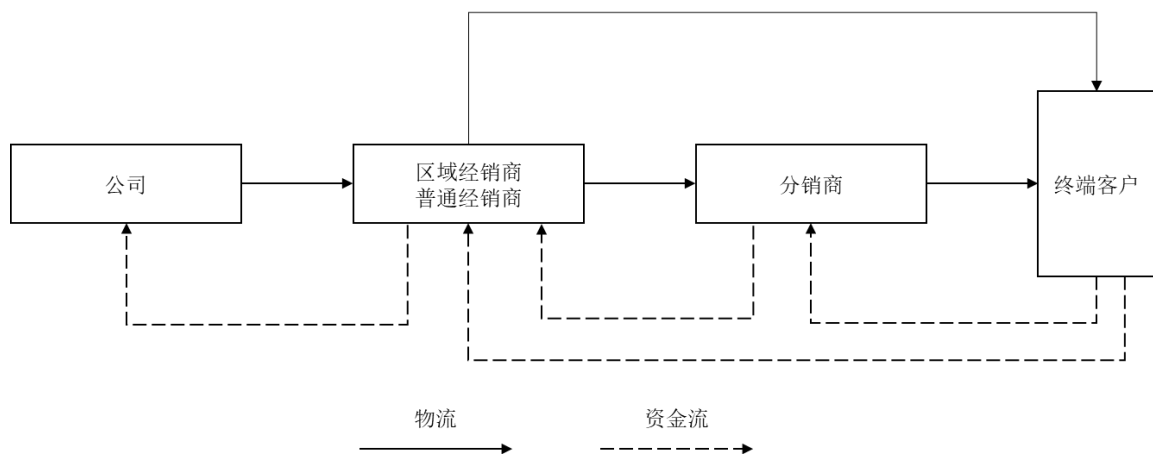 公司
区域经销商
普通经销商
分销商
终端客户
物流
资金流